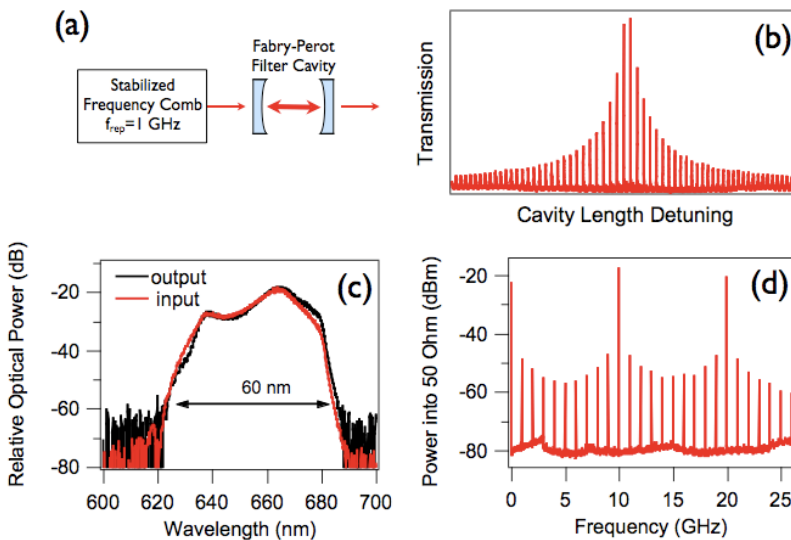 (a)
Fabry-Perot
Filter Cavity
Stabilized
Frequency Comb
f_rep=1 GHz
(b)
Transmission
Cavity Length Detuning
(c)
Relative Optical Power (dB)
output
input
60 nm
-20
-40
-60
-80
600 620 640 660 680 700
Wavelength (nm)
(d)
Power into 50 Ohm (dBm)
-20
-40
-60
-80
0 5 10 15 20 25
Frequency (GHz)